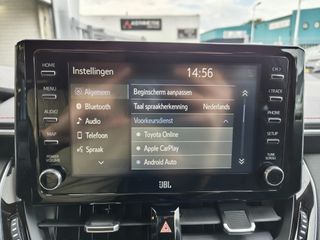 Instellingen
14:56
Algemeen
Bluetooth
Audio
Telefoon
Spraak
Beginscherm aanpassen
Taal spraakherkenning Nederlands
Voorkeursdienst
Toyota Online
Apple CarPlay
Android Auto
HOME
MENU
AUDIO
MAP
POWER
VOLUME
CH
TRACK
PHONE
SETUP
TUNE
SCROLL
JBL